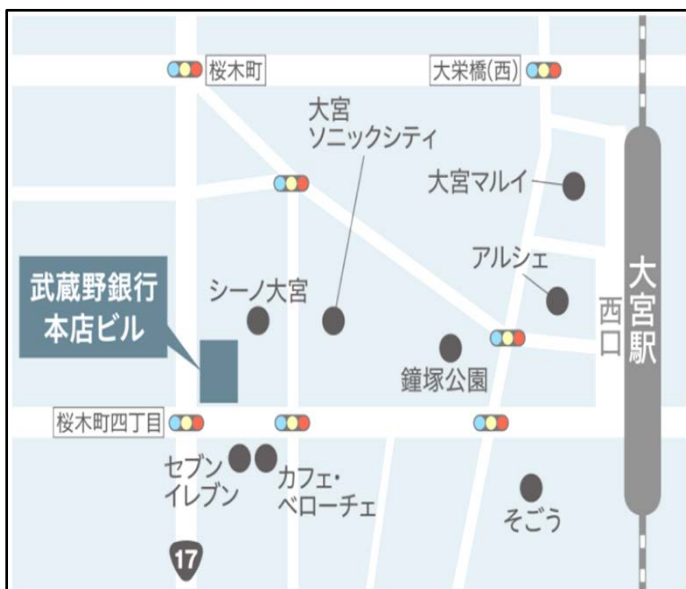 桜木町
大栄橋(西)
大宮
ソニックシティ
大宮マルイ
アルシェ
武蔵野銀行
本店ビル
シーノ大宮
鐘塚公園
西口
大宮駅
桜木町四丁目
セブン
イレブン
カフェ・
ベローチェ
そごう
17